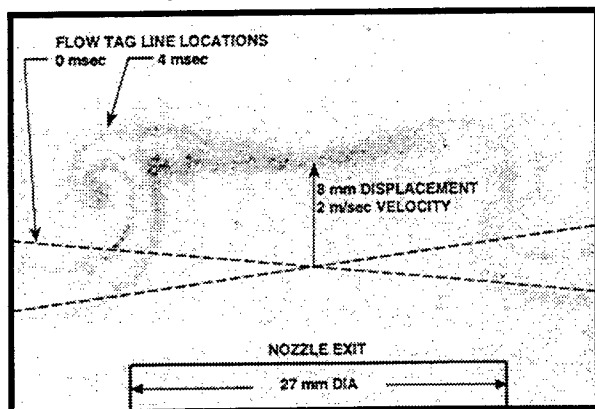 FLOW TAG LINE LOCATIONS
0 msec
4 msec
8 mm DISPLACEMENT
2 m/sec VELOCITY
NOZZLE EXIT
27 mm DIA